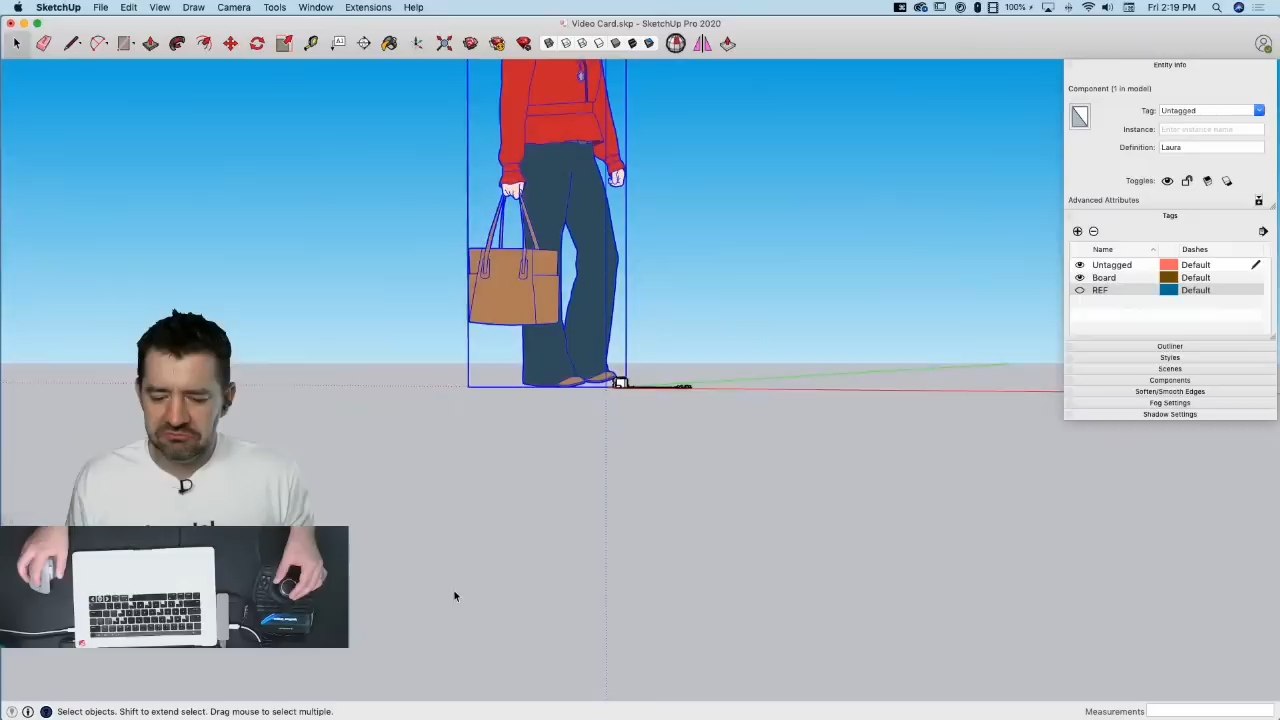 SketchUp File Edit View Draw Camera Tools Window Extensions Help
100% Fri 2:19 PM
Video Card.skp - SketchUp Pro 2020
Entity Info
Component (1 in model)
Tag: Untagged
Instance: Enter instance name
Definition: Laura
Toggles:
Advanced Attributes
Tags
Name Dashes
Untagged Default
Board Default
REF Default
Outliner
Styles
Scenes
Components
Soften/Smooth Edges
Fog Settings
Shadow Settings
Select objects. Shift to extend select. Drag mouse to select multiple.
Measurements